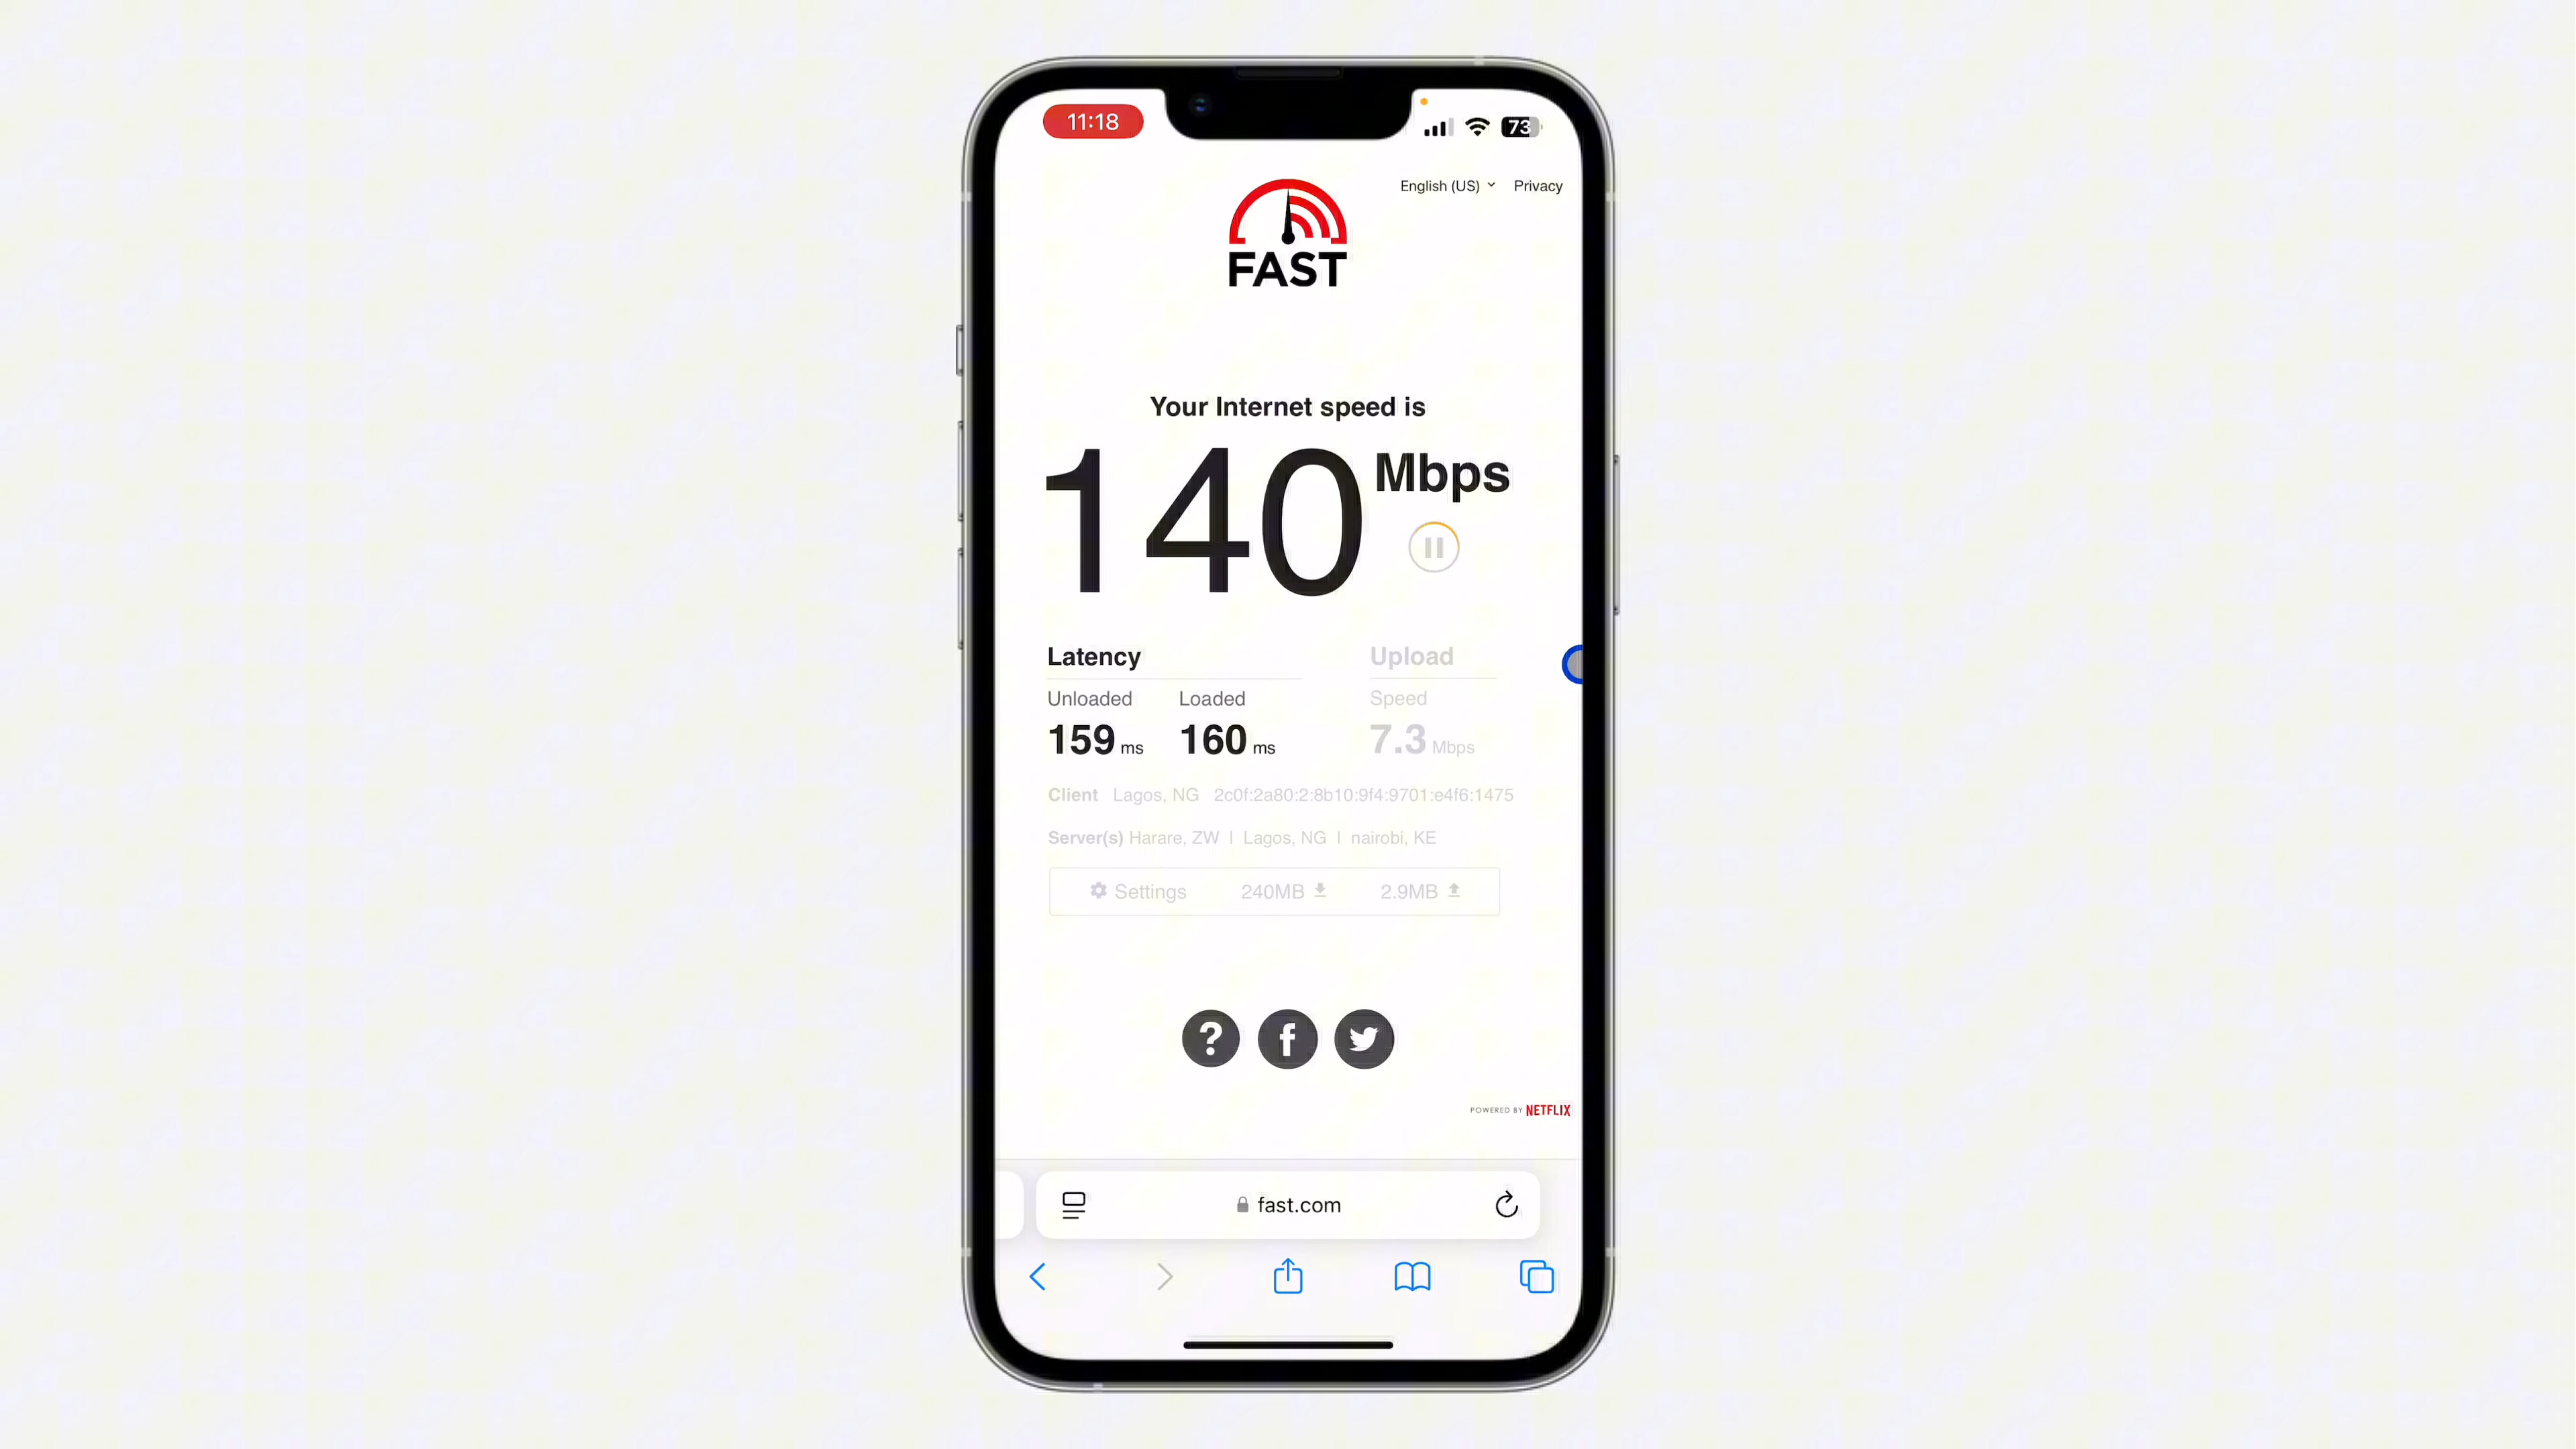 11:18
73
English (US) Privacy
FAST
Your Internet speed is
140 Mbps
Latency Upload
Unloaded Loaded Speed
159 ms 160 ms 7.3 Mbps
Client Lagos, NG 2c0f:2a80:2:8b10:9f4:9701:e4f6:1475
Server(s) Harare, ZW | Lagos, NG | nairobi, KE
Settings 240MB 2.9MB
?
f
POWERED BY NETFLIX
fast.com